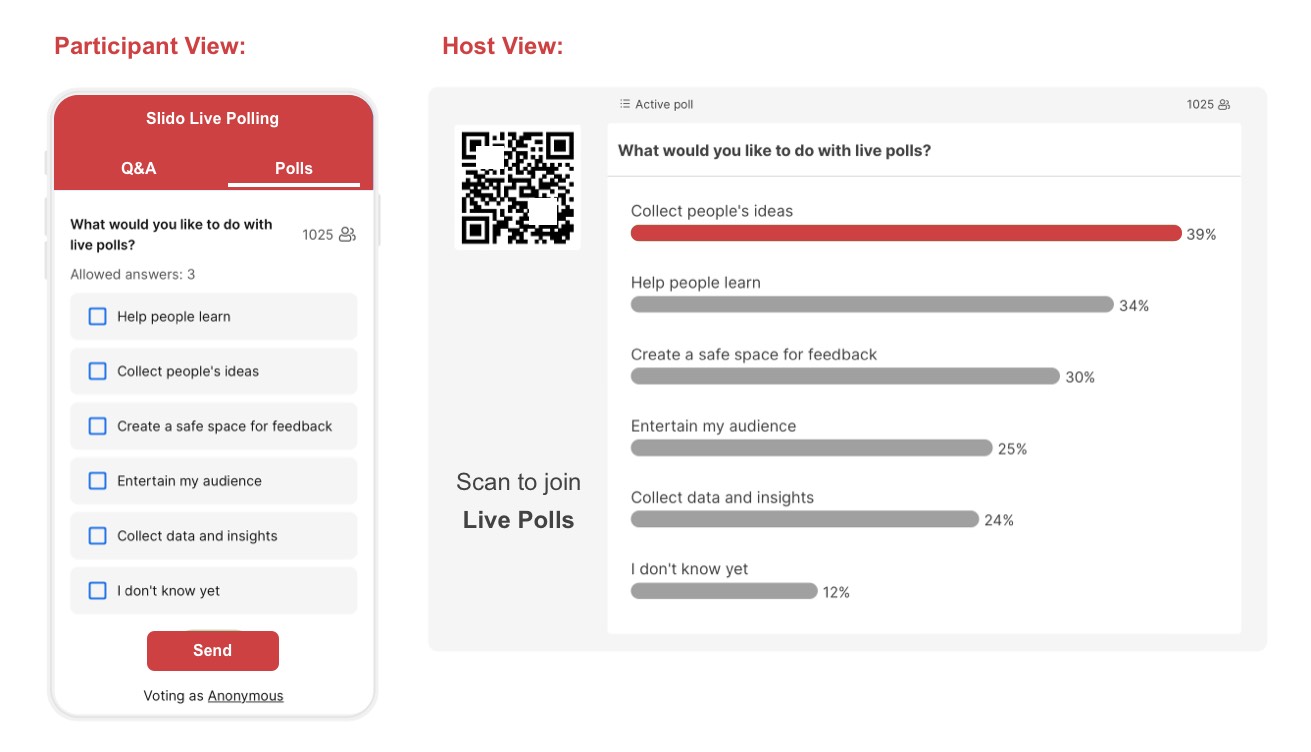 Participant View:
Slido Live Polling
Q&A
Polls
What would you like to do with
live polls?
1025
Allowed answers: 3
Help people learn
Collect people's ideas
Create a safe space for feedback
Entertain my audience
Collect data and insights
I don't know yet
Send
Voting as Anonymous
Host View:
Scan to join
Live Polls
Active poll
1025
What would you like to do with live polls?
Collect people's ideas
39%
Help people learn
34%
Create a safe space for feedback
30%
Entertain my audience
25%
Collect data and insights
24%
I don't know yet
12%